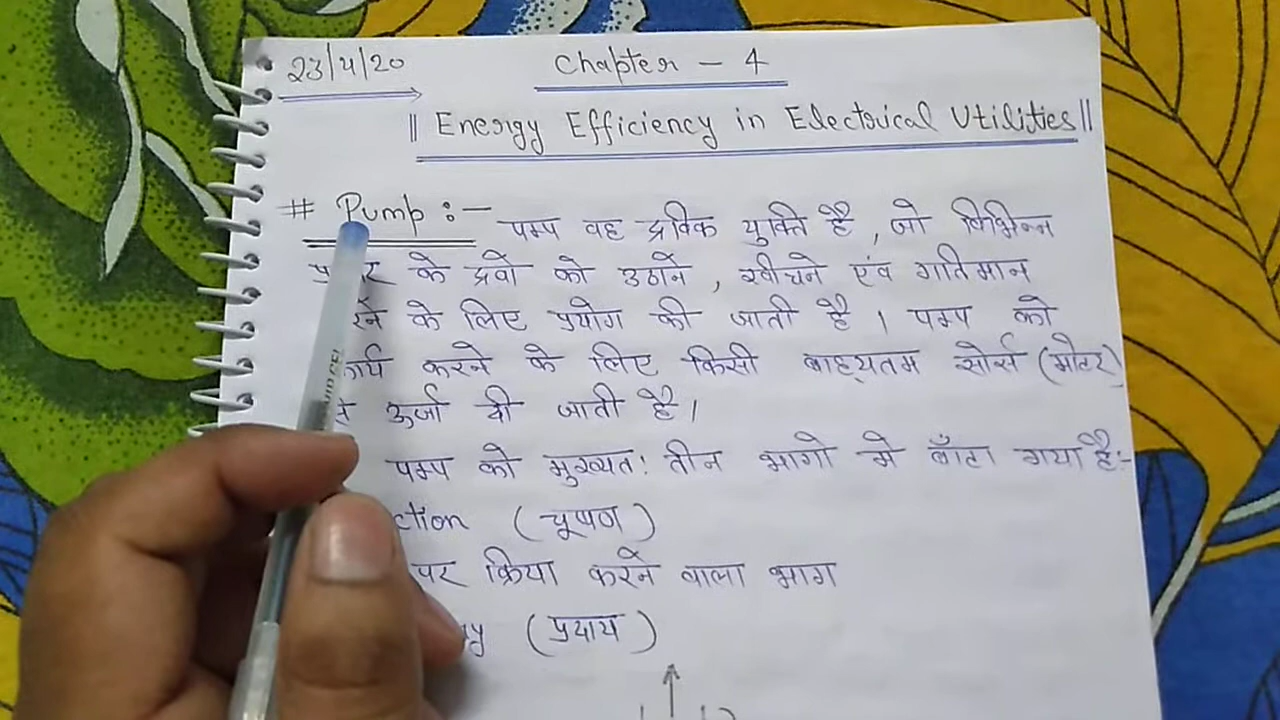 23/4/20
Chapter - 4
|| Energy Efficiency in Electrical Utilities ||
# Pump :- पम्प वह द्रविक युक्ति है, जो विभिन्न
के द्रवो को उठाने, खीचने एवं गतिमान
के लिए प्रयोग की जाती है। पम्प को
करने के लिए किसी बाह्यतम सोर्स (मोटर)
ऊर्जा दी जाती है।
पम्प को मुख्यतः तीन भागो मे बाँटा गया है:-
ction (चूषण)
पर क्रिया करने वाला भाग
(प्रदाय)